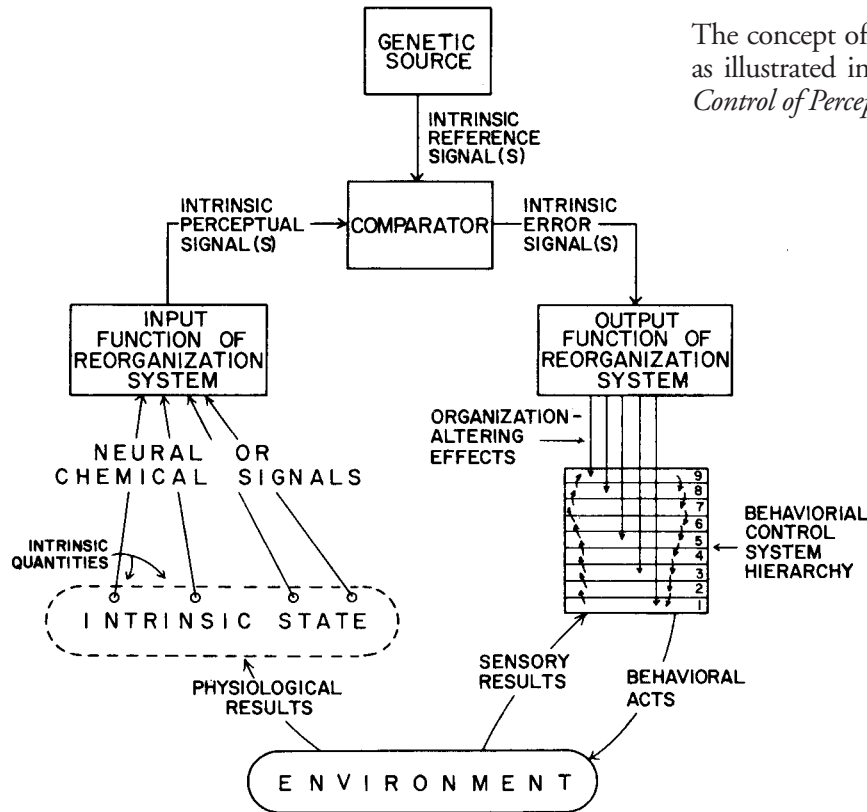 The concept of
as illustrated in
Control of Percep
GENETIC
SOURCE
INTRINSIC
REFERENCE
SIGNAL(S)
INTRINSIC
PERCEPTUAL
SIGNAL(S)
COMPARATOR
INTRINSIC
ERROR
SIGNAL(S)
INPUT
FUNCTION OF
REORGANIZATION
SYSTEM
OUTPUT
FUNCTION OF
REORGANIZATION
SYSTEM
ORGANIZATION-
ALTERING
EFFECTS
NEURAL OR
CHEMICAL SIGNALS
9
8
7
6
5
4
3
2
1
BEHAVIORIAL
CONTROL
SYSTEM
HIERARCHY
INTRINSIC
QUANTITIES
INTRINSIC STATE
PHYSIOLOGICAL
RESULTS
SENSORY
RESULTS
BEHAVIORAL
ACTS
ENVIRONMENT